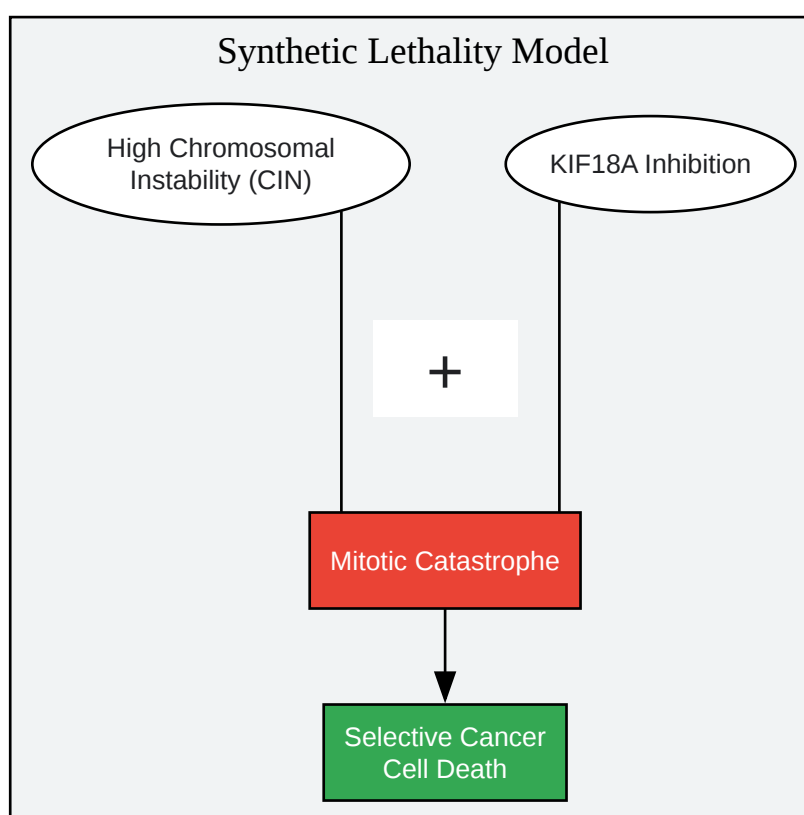 Synthetic Lethality Model
High Chromosomal
Instability (CIN)
KIF18A Inhibition
+
Mitotic Catastrophe
Selective Cancer
Cell Death